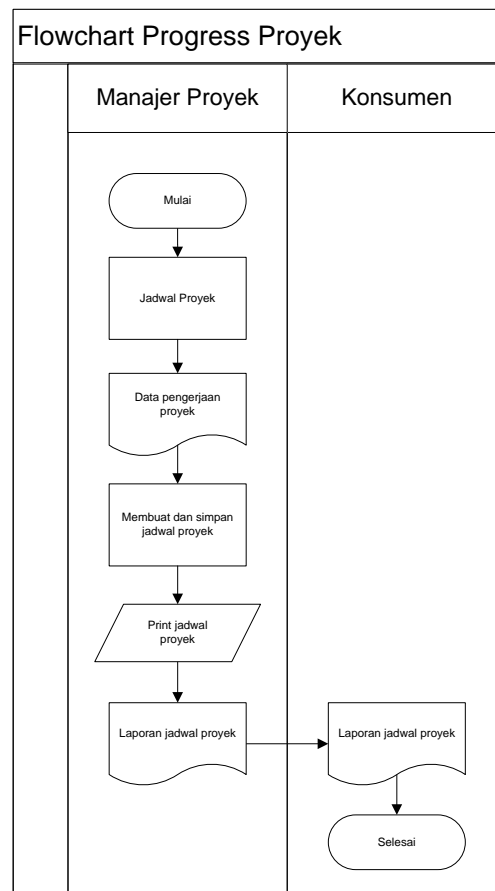 Flowchart Progress Proyek
Manajer Proyek
Konsumen
Mulai
Jadwal Proyek
Data pengerjaan
proyek
Membuat dan simpan
jadwal proyek
Print jadwal
proyek
Laporan jadwal proyek
Laporan jadwal proyek
Selesai